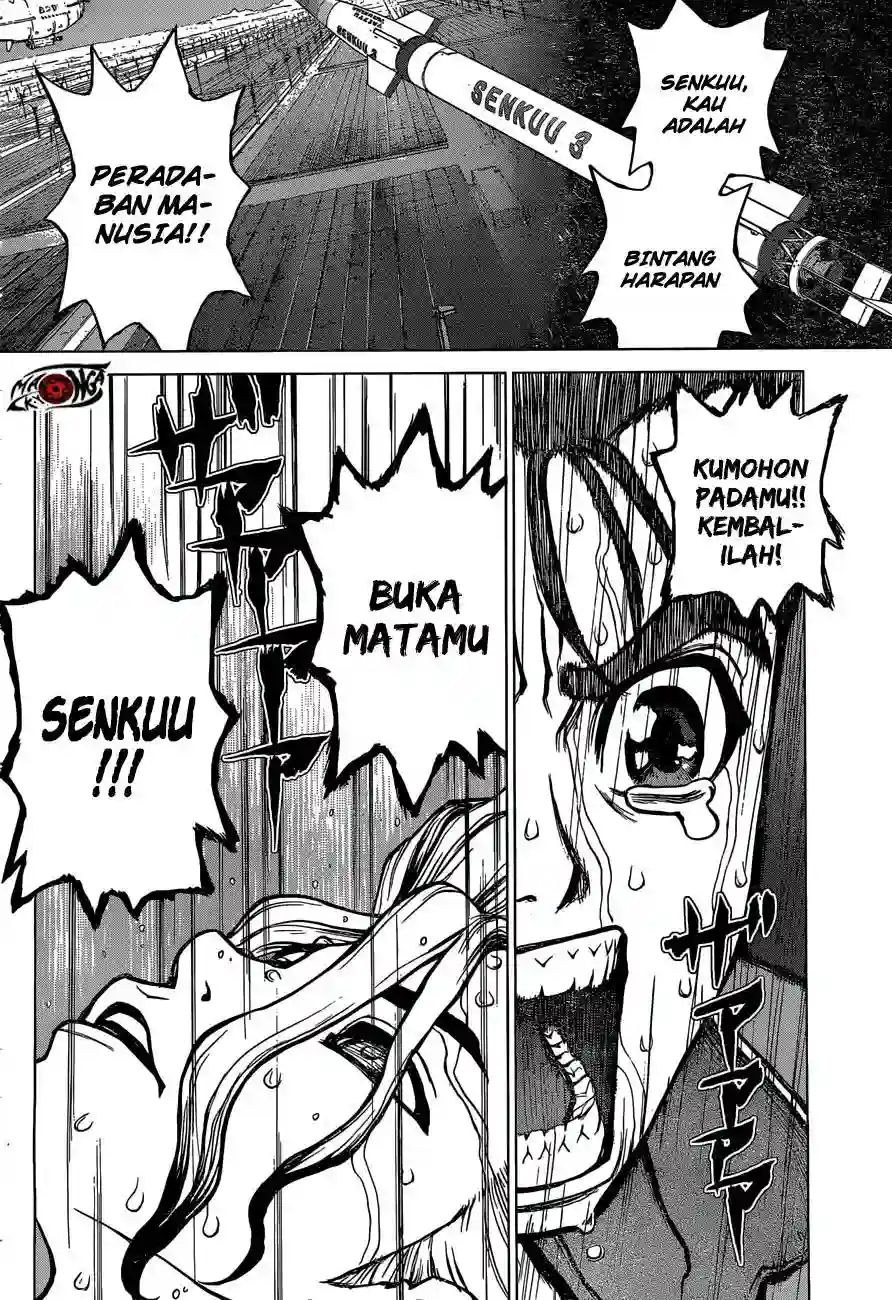 SENKUU 3
SENKUU 3
SENKUU,
KAU
ADALAH
BINTANG
HARAPAN
PERADA-
BAN MA-
NUSIA!!
KUMOHON
PADAMU!!
KEMBAL-
ILAH!
BUKA
MATAMU
SENKUU
!!!